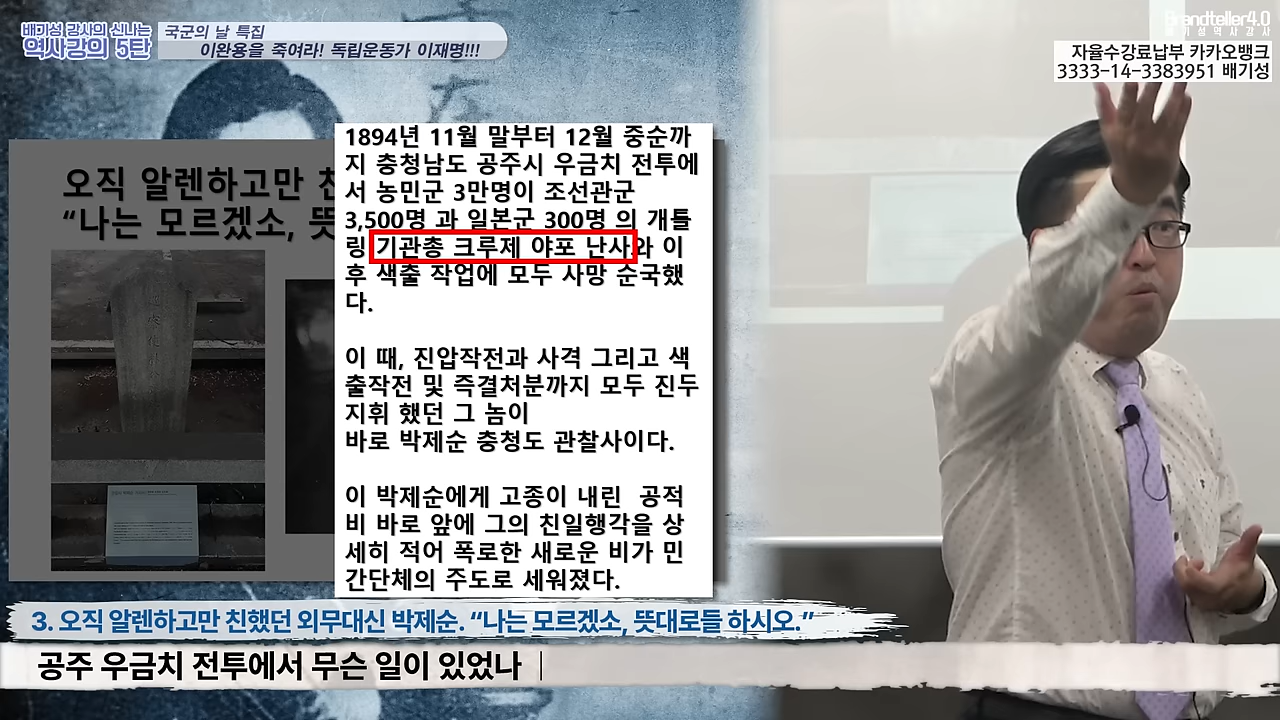 배기성 강사의 신나는
역사강의 5탄
국군의 날 특집
이완용을 죽여라! 독립운동가 이재명!!!
Brandteller4.0
배기성역사강사
자율수강료납부 카카오뱅크
3333-14-3383951 배기성
오직 알렌하고만 친
“나는 모르겠소, 뜻
1894년 11월 말부터 12월 중순까
지 충청남도 공주시 우금치 전투에
서 농민군 3만명이 조선관군
3,500명 과 일본군 300명 의 개틀
링 기관총 크루제 야포 난사와 이
후 색출 작업에 모두 사망 순국했
다.
이 때, 진압작전과 사격 그리고 색
출작전 및 즉결처분까지 모두 진두
지휘 했던 그 놈이
바로 박제순 충청도 관찰사이다.
이 박제순에게 고종이 내린 공적
비 바로 앞에 그의 친일행각을 상
세히 적어 폭로한 새로운 비가 민
간단체의 주도로 세워졌다.
3. 오직 알렌하고만 친했던 외무대신 박제순. “나는 모르겠소, 뜻대로들 하시오.”
공주 우금치 전투에서 무슨 일이 있었나